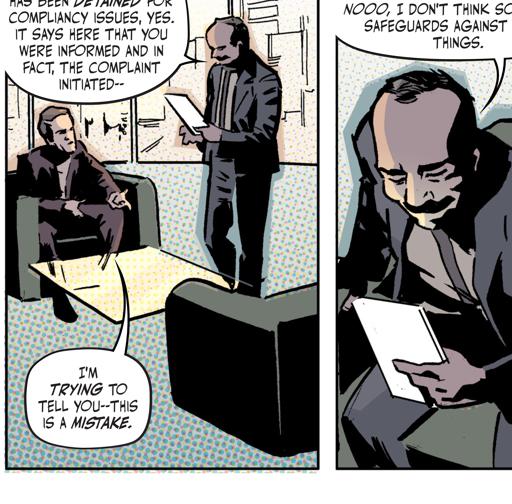 HAS BEEN DETAINED FOR
COMPLIANCY ISSUES, YES.
IT SAYS HERE THAT YOU
WERE INFORMED AND IN
FACT, THE COMPLAINT
INITIATED--
I'M
TRYING TO
TELL YOU--THIS
IS A MISTAKE.
NOOO, I DON'T THINK SO
SAFEGUARDS AGAINST
THINGS.